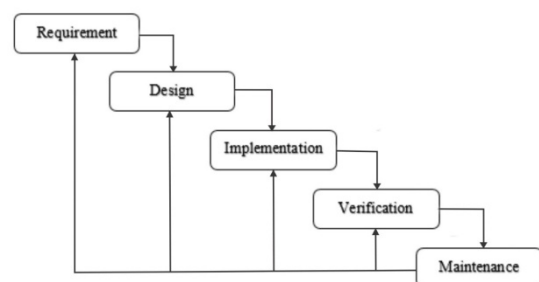 Requirement
Design
Implementation
Verification
Maintenance